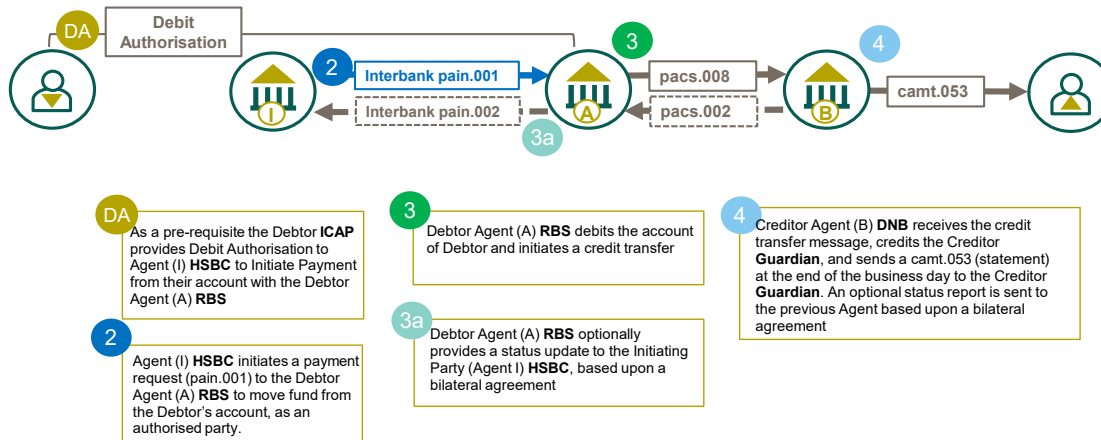 DA
Debit
Authorisation
3
4
2
Interbank pain.001
pacs.008
camt.053
Interbank pain.002
pacs.002
I
A
B
3a
DA
As a pre-requisite the Debtor ICAP
provides Debit Authorisation to
Agent (I) HSBC to Initiate Payment
from their account with the Debtor
Agent (A) RBS
2
Agent (I) HSBC initiates a payment
request (pain.001) to the Debtor
Agent (A) RBS to move fund from
the Debtor's account, as an
authorised party.
3
Debtor Agent (A) RBS debits the account
of Debtor and initiates a credit transfer
3a
Debtor Agent (A) RBS optionally
provides a status update to the Initiating
Party (Agent I) HSBC, based upon a
bilateral agreement
4
Creditor Agent (B) DNB receives the credit
transfer message, credits the Creditor
Guardian, and sends a camt.053 (statement)
at the end of the business day to the Creditor
Guardian. An optional status report is sent to
the previous Agent based upon a bilateral
agreement